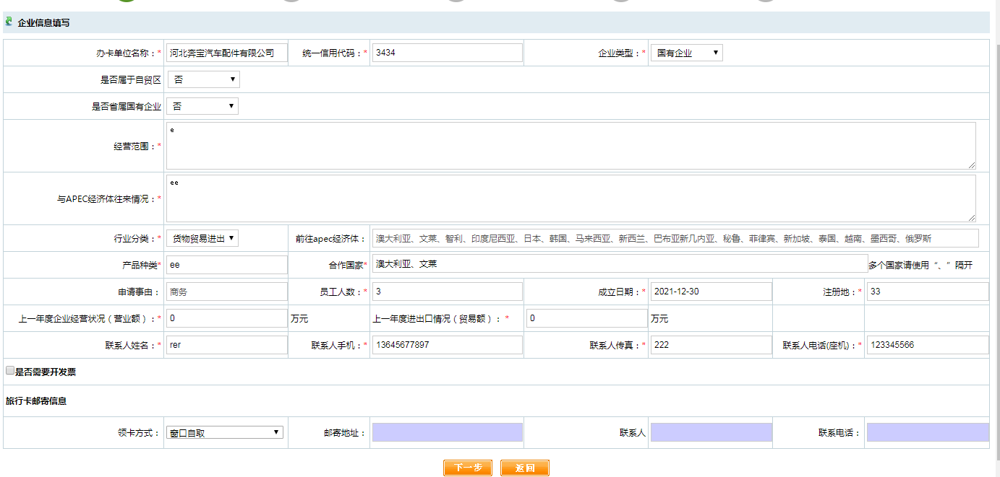 企业信息填写
办卡单位名称：* 河北奔宝汽车配件有限公司 统一信用代码：* 3434 企业类型：* 国有企业
是否属于自贸区 否
是否省属国有企业 否
经营范围：* e
与APEC经济体往来情况：* ee
行业分类：* 货物贸易进出 前往apec经济体： 澳大利亚、文莱、智利、印度尼西亚、日本、韩国、马来西亚、新西兰、巴布亚新几内亚、秘鲁、菲律宾、新加坡、泰国、越南、墨西哥、俄罗斯
产品种类* ee 合作国家* 澳大利亚、文莱 多个国家请使用“、”隔开
申请事由： 商务 员工人数：* 3 成立日期：* 2021-12-30 注册地：* 33
上一年度企业经营状况（营业额）：* 0 万元 上一年度进出口情况（贸易额）：* 0 万元
联系人姓名：* rer 联系人手机：* 13645677897 联系人传真：* 222 联系人电话(座机)：* 123345566
是否需要开发票
旅行卡邮寄信息
领卡方式： 窗口自取 邮寄地址： 联系人 联系电话：
下一步 返回